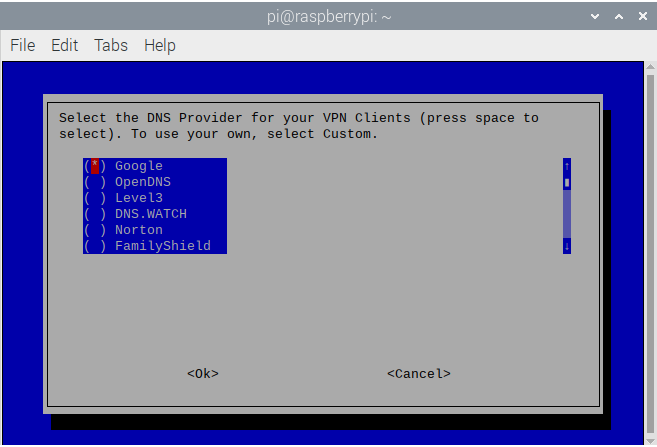 pi@raspberrypi: ~
File Edit Tabs Help
Select the DNS Provider for your VPN Clients (press space to
select). To use your own, select Custom.
(*) Google
( ) OpenDNS
( ) Level3
( ) DNS.WATCH
( ) Norton
( ) FamilyShield
<Ok> <Cancel>